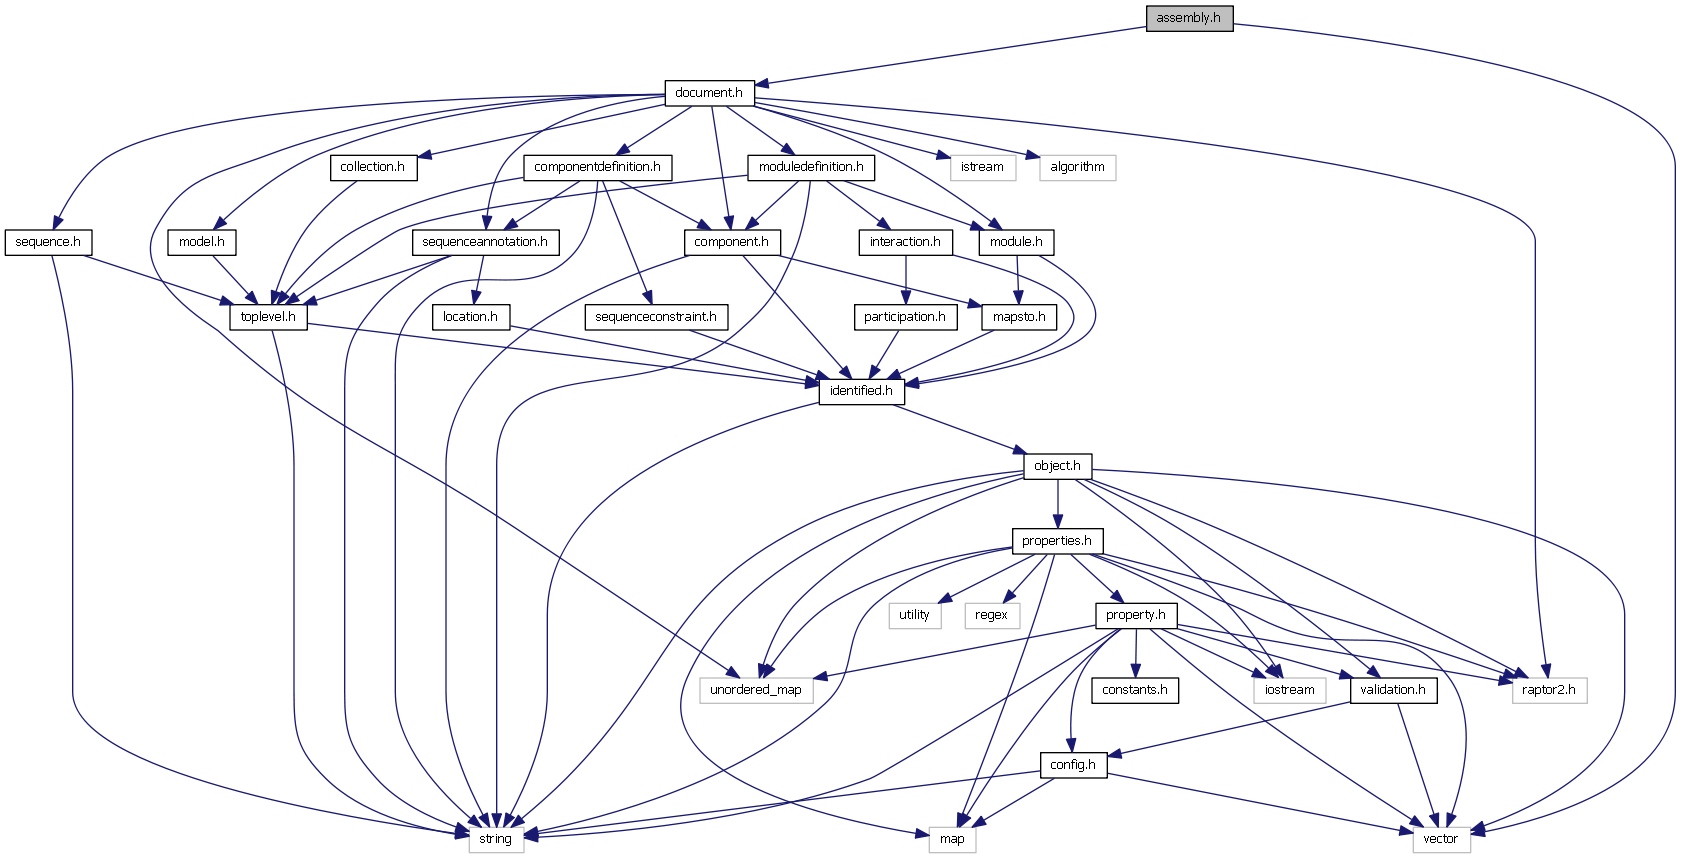 assembly.h
document.h
collection.h
componentdefinition.h
moduledefinition.h
istream
algorithm
sequence.h
model.h
sequenceannotation.h
component.h
interaction.h
module.h
toplevel.h
location.h
sequenceconstraint.h
participation.h
mapsto.h
identified.h
object.h
properties.h
utility
regex
property.h
unordered_map
constants.h
iostream
validation.h
raptor2.h
config.h
string
map
vector